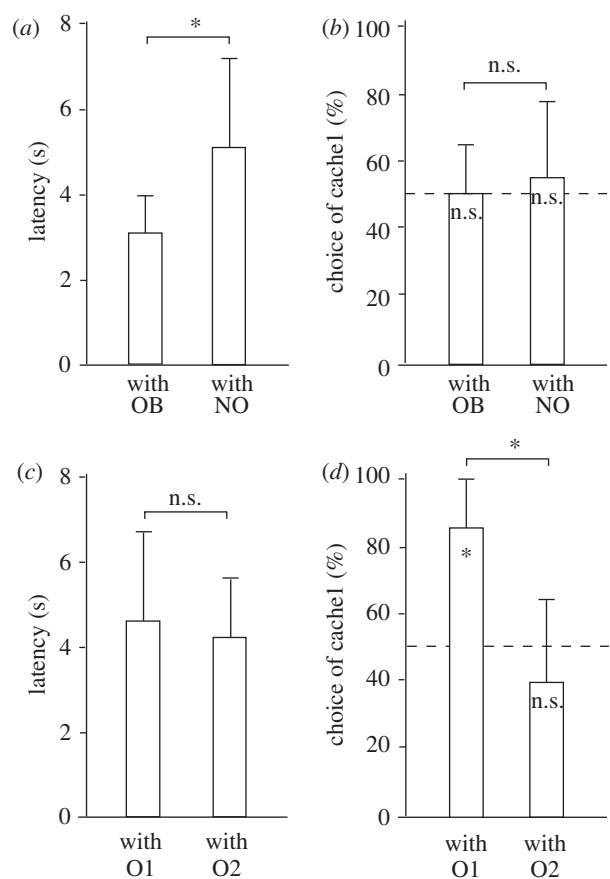 (a)
8
6
4
2
0
latency (s)
*
with OB
with NO
(b)
100
80
60
40
20
0
choice of cache1 (%)
n.s.
n.s.
n.s.
with OB
with NO
(c)
8
6
4
2
0
latency (s)
n.s.
with O1
with O2
(d)
100
80
60
40
20
0
choice of cache1 (%)
*
*
n.s.
with O1
with O2